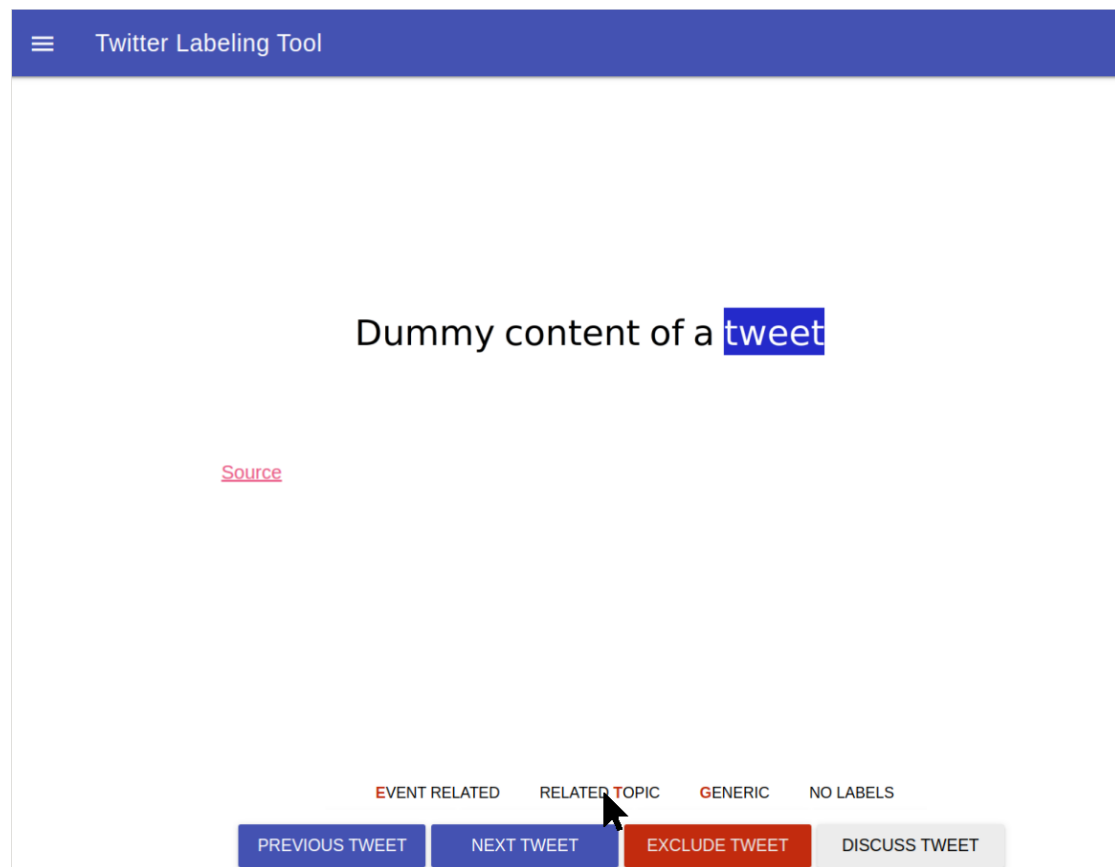 Twitter Labeling Tool
Dummy content of a tweet
Source
EVENT RELATED RELATED TOPIC GENERIC NO LABELS
PREVIOUS TWEET NEXT TWEET EXCLUDE TWEET DISCUSS TWEET